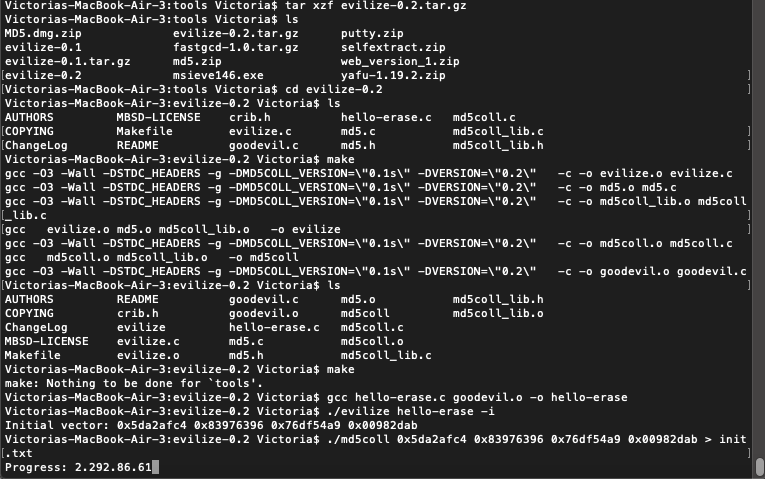 Victorias-MacBook-Air-3:tools Victoria$ tar xzf evilize-0.2.tar.gz
Victorias-MacBook-Air-3:tools Victoria$ ls
MD5.dmg.zip evilize-0.2.tar.gz putty.zip
evilize-0.1 fastgcd-1.0.tar.gz selfextract.zip
evilize-0.1.tar.gz md5.zip web_version_1.zip
[evilize-0.2 msieve146.exe yafu-1.19.2.zip ]
[Victorias-MacBook-Air-3:tools Victoria$ cd evilize-0.2 ]
Victorias-MacBook-Air-3:evilize-0.2 Victoria$ ls
AUTHORS MBSD-LICENSE crib.h hello-erase.c md5coll.c
[COPYING Makefile evilize.c md5.c md5coll_lib.c ]
[ChangeLog README goodevil.c md5.h md5coll_lib.h ]
Victorias-MacBook-Air-3:evilize-0.2 Victoria$ make
gcc -O3 -Wall -DSTDC_HEADERS -g -DMD5COLL_VERSION=\"0.1s\" -DVERSION=\"0.2\" -c -o evilize.o evilize.c
gcc -O3 -Wall -DSTDC_HEADERS -g -DMD5COLL_VERSION=\"0.1s\" -DVERSION=\"0.2\" -c -o md5.o md5.c
gcc -O3 -Wall -DSTDC_HEADERS -g -DMD5COLL_VERSION=\"0.1s\" -DVERSION=\"0.2\" -c -o md5coll_lib.o md5coll
[_lib.c ]
[gcc evilize.o md5.o md5coll_lib.o -o evilize ]
gcc -O3 -Wall -DSTDC_HEADERS -g -DMD5COLL_VERSION=\"0.1s\" -DVERSION=\"0.2\" -c -o md5coll.o md5coll.c
gcc md5coll.o md5coll_lib.o -o md5coll
gcc -O3 -Wall -DSTDC_HEADERS -g -DMD5COLL_VERSION=\"0.1s\" -DVERSION=\"0.2\" -c -o goodevil.o goodevil.c
[Victorias-MacBook-Air-3:evilize-0.2 Victoria$ ls ]
AUTHORS README goodevil.c md5.o md5coll_lib.h
COPYING crib.h goodevil.o md5coll md5coll_lib.o
ChangeLog evilize hello-erase.c md5coll.c
MBSD-LICENSE evilize.c md5.c md5coll.o
Makefile evilize.o md5.h md5coll_lib.c
Victorias-MacBook-Air-3:evilize-0.2 Victoria$ make
make: Nothing to be done for `tools'.
Victorias-MacBook-Air-3:evilize-0.2 Victoria$ gcc hello-erase.c goodevil.o -o hello-erase
Victorias-MacBook-Air-3:evilize-0.2 Victoria$ ./evilize hello-erase -i
Initial vector: 0x5da2afc4 0x83976396 0x76df54a9 0x00982dab
Victorias-MacBook-Air-3:evilize-0.2 Victoria$ ./md5coll 0x5da2afc4 0x83976396 0x76df54a9 0x00982dab > init
[.txt ]
Progress: 2.292.86.61